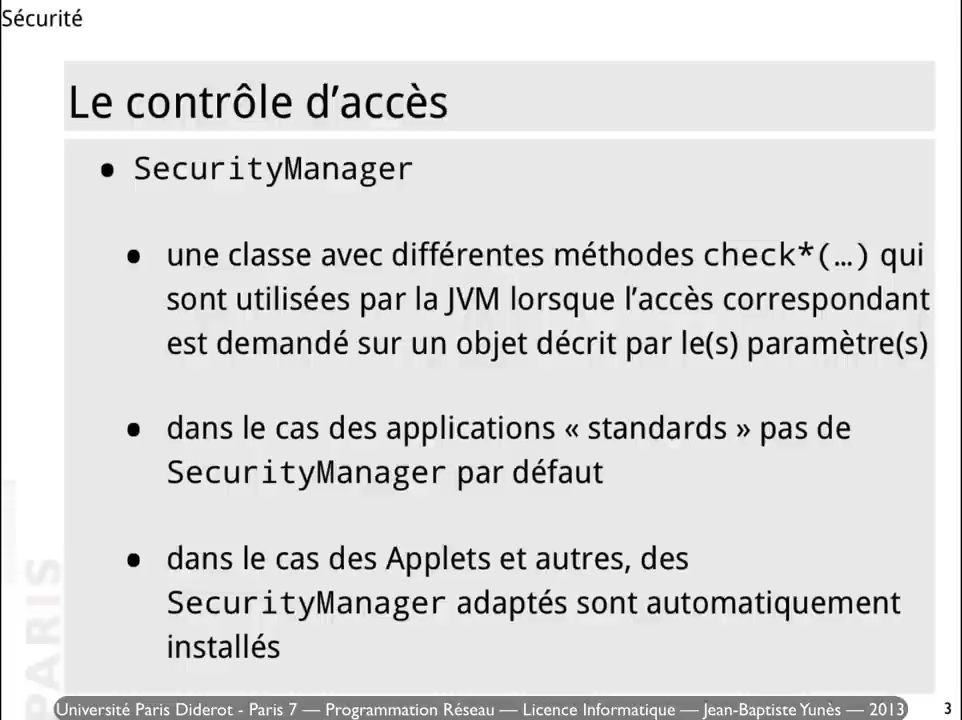 Sécurité
Le contrôle d'accès
• SecurityManager
• une classe avec différentes méthodes check*(…) qui
sont utilisées par la JVM lorsque l'accès correspondant
est demandé sur un objet décrit par le(s) paramètre(s)
• dans le cas des applications « standards » pas de
SecurityManager par défaut
• dans le cas des Applets et autres, des
SecurityManager adaptés sont automatiquement
installés
PARIS
Université Paris Diderot - Paris 7 — Programmation Réseau — Licence Informatique — Jean-Baptiste Yunès — 2013
3